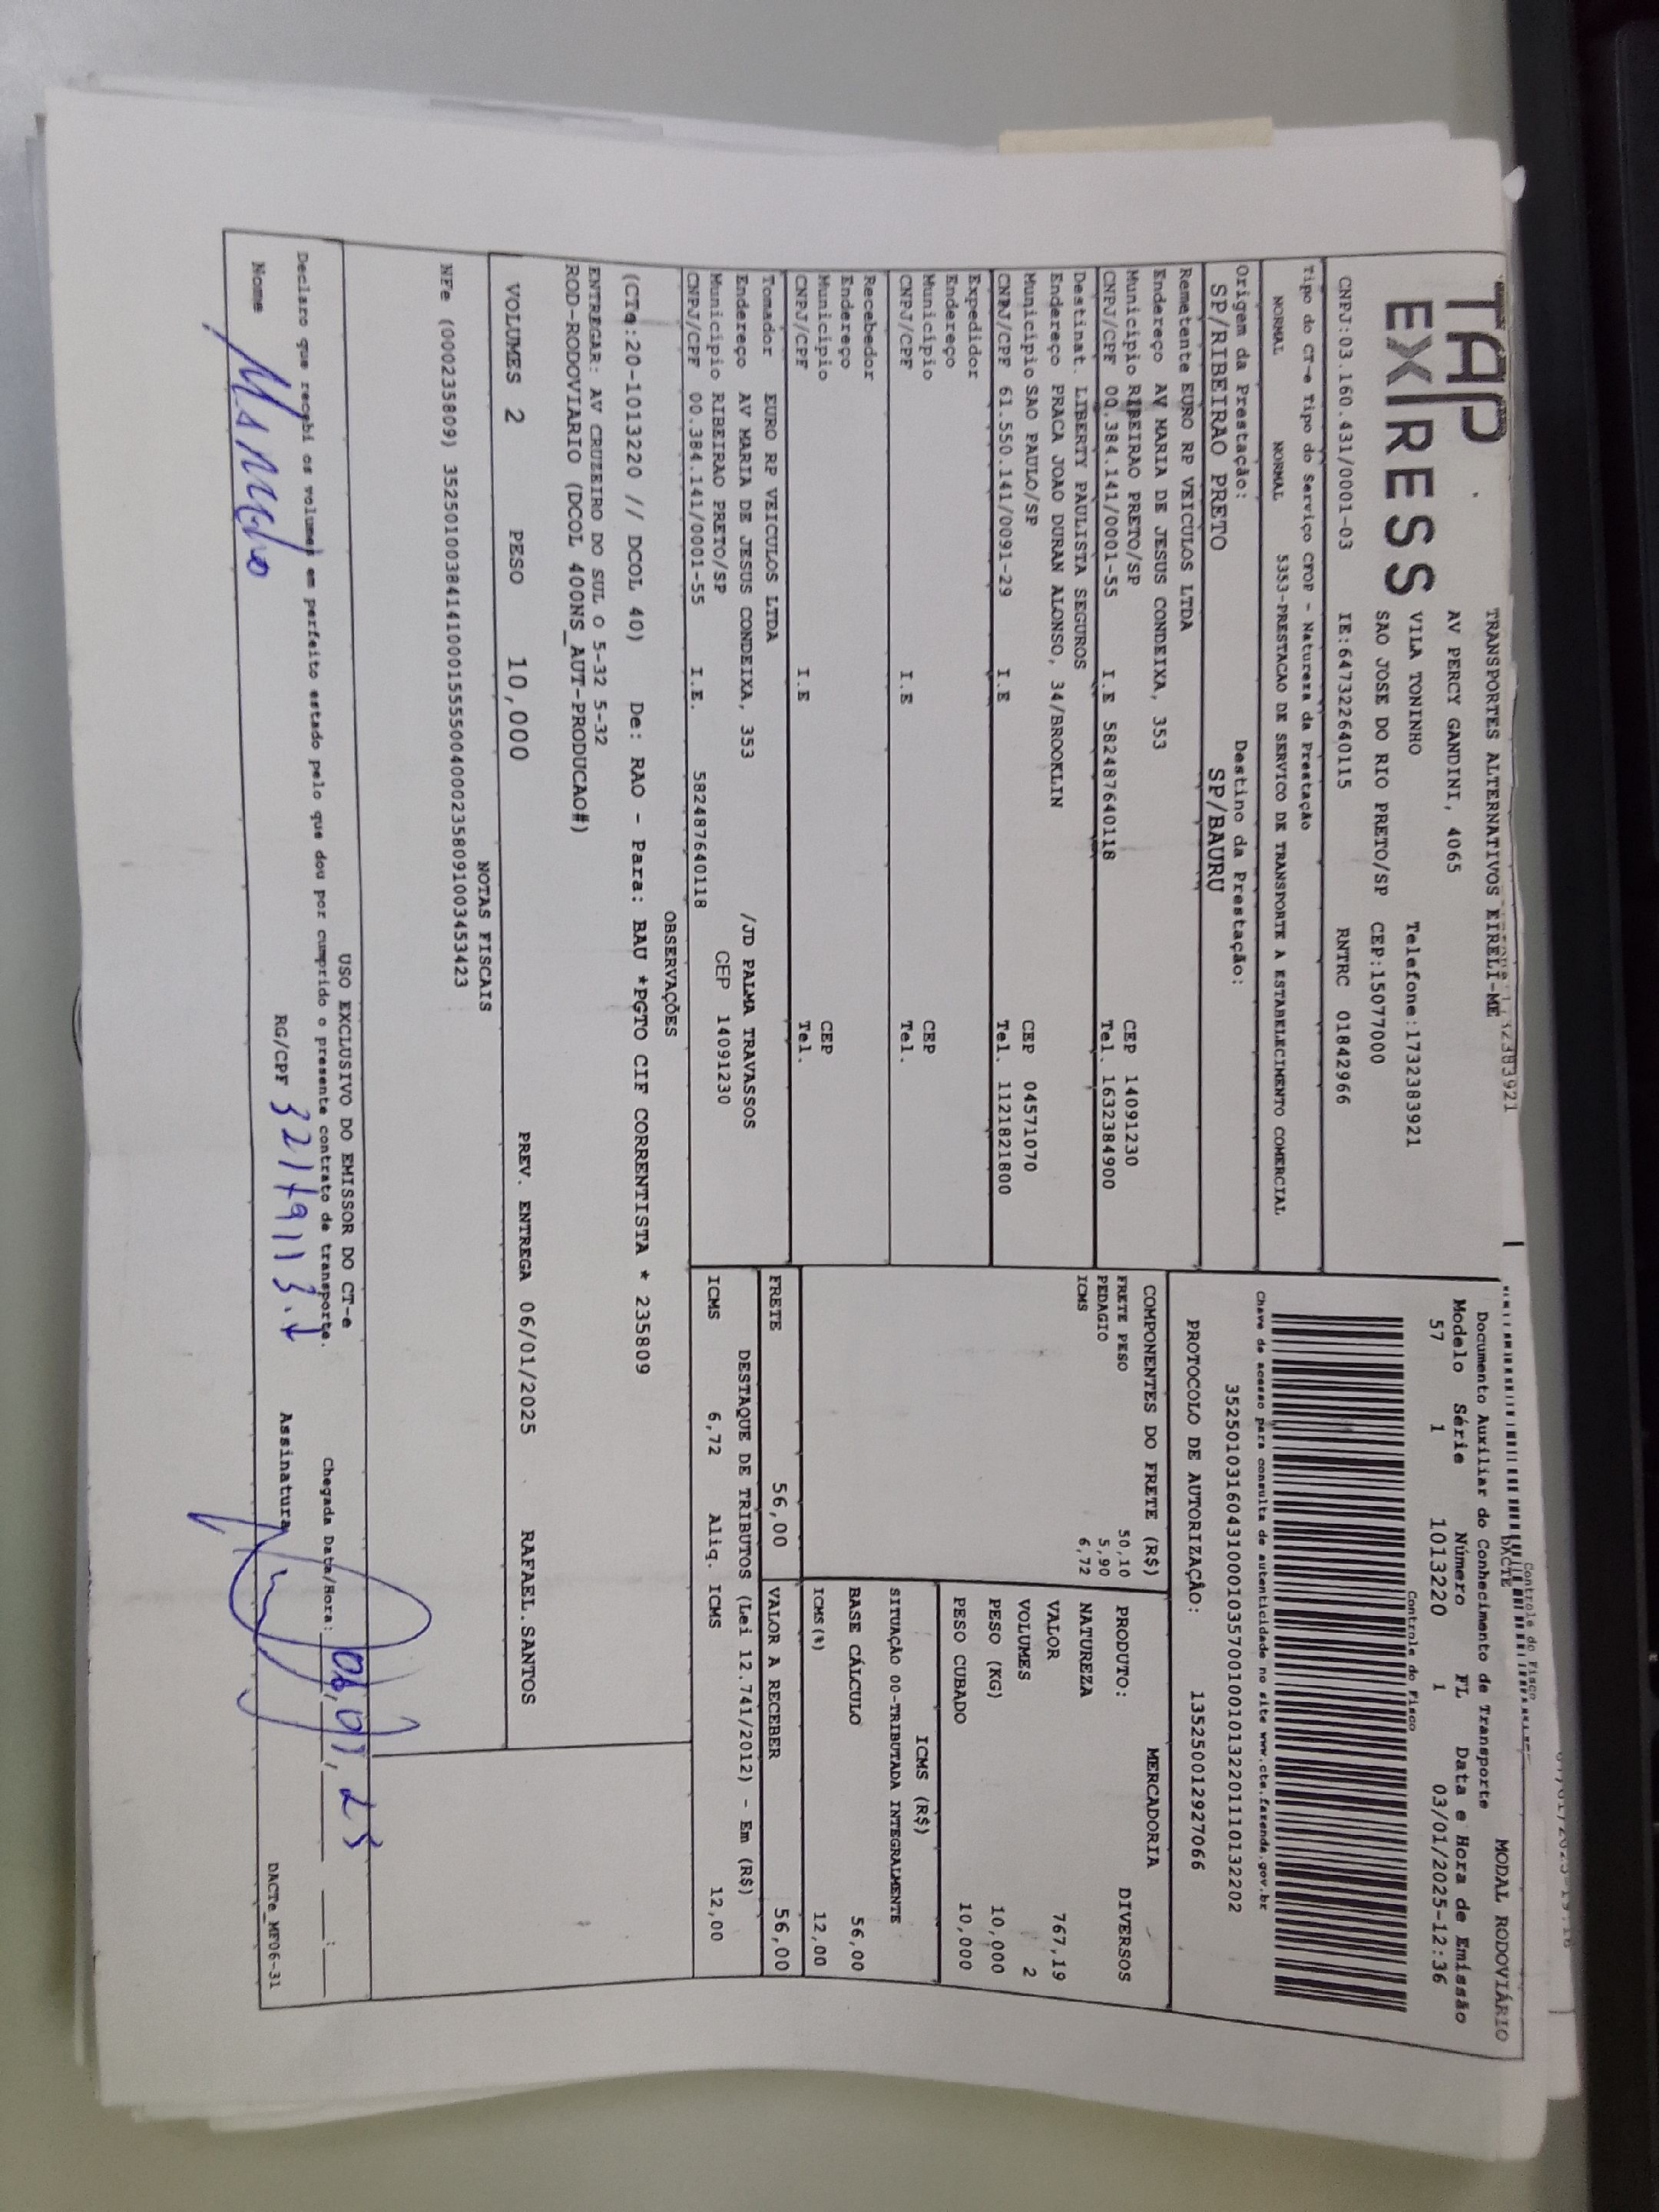 TAP EXPRESS
TRANSPORTES ALTERNATIVOS EIRELI-ME
AV PERCY GANDINI, 4065
VILA TONINHO Telefone:1732383921
SAO JOSE DO RIO PRETO/SP CEP:15077000
CNPJ:03.160.431/0001-03 IE:647322640115 RNTRC 01842966
Tipo do CT-e Tipo do Serviço CFOP - Natureza da Prestação
NORMAL NORMAL 5353-PRESTACAO DE SERVICO DE TRANSPORTE A ESTABELECIMENTO COMERCIAL
Origem da Prestação: Destino da Prestação:
SP/RIBEIRAO PRETO SP/BAURU
Remetente EURO RP VEICULOS LTDA
Endereço AV MARIA DE JESUS CONDEIXA, 353
Município RIBEIRAO PRETO/SP CEP 14091230
CNPJ/CPF 00.384.141/0001-55 I.E 582487640118 Tel. 1632384900
Destinat. LIBERTY PAULISTA SEGUROS
Endereço PRACA JOAO DURAN ALONSO, 34/BROOKLIN
Município SAO PAULO/SP CEP 04571070
CNPJ/CPF 61.550.141/0091-29 I.E Tel. 1121821800
Expedidor
Endereço
Município CEP
CNPJ/CPF I.E Tel.
Recebedor
Endereço
Município CEP
CNPJ/CPF I.E Tel.
Tomador EURO RP VEICULOS LTDA
Endereço AV MARIA DE JESUS CONDEIXA, 353 /JD PALMA TRAVASSOS
Município RIBEIRAO PRETO/SP CEP 14091230
CNPJ/CPF 00.384.141/0001-55 I.E. 582487640118
DACTE
Controle do Fisco
MODAL RODOVIÁRIO
Documento Auxiliar do Conhecimento de Transporte
Modelo Série Número FL Data e Hora de Emissão
57 1 1013220 1 03/01/2025-12:36
Controle do Fisco
Chave de acesso para consulta de autenticidade no site www.cte.fazenda.gov.br
35250103160431000103570010010132201110132202
PROTOCOLO DE AUTORIZAÇÃO: 135250012927066
COMPONENTES DO FRETE (R$)
FRETE PESO 50,10
PEDAGIO 5,90
ICMS 6,72
MERCADORIA
PRODUTO: DIVERSOS
NATUREZA
VALOR 767,19
VOLUMES 2
PESO (KG) 10,000
PESO CUBADO 10,000
ICMS (R$)
SITUAÇÃO 00-TRIBUTADA INTEGRALMENTE
BASE CÁLCULO 56,00
ICMS(%) 12,00
FRETE 56,00 VALOR A RECEBER 56,00
DESTAQUE DE TRIBUTOS (Lei 12.741/2012) - Em (R$)
ICMS 6,72 Aliq. ICMS 12,00
OBSERVAÇÕES
(CTe:20-1013220 // DCOL 40) De: RAO - Para: BAU *PGTO CIF CORRENTISTA * 235809
ENTREGAR: AV CRUZEIRO DO SUL 0 5-32 5-32
ROD-RODOVIARIO (DCOL 400NS_AUT-PRODUCAO#)
VOLUMES 2 PESO 10,000 PREV. ENTREGA 06/01/2025 RAFAEL.SANTOS
NOTAS FISCAIS
NFe (000235809) 35250100384141000155550040002358091003453423
USO EXCLUSIVO DO EMISSOR DO CT-e
Declaro que recebi os volumes em perfeito estado pelo que dou por cumprido o presente contrato de transporte. Chegada Data/Hora: 06,01,25
Nome RG/CPF Assinatura
DACTe_MF06-31